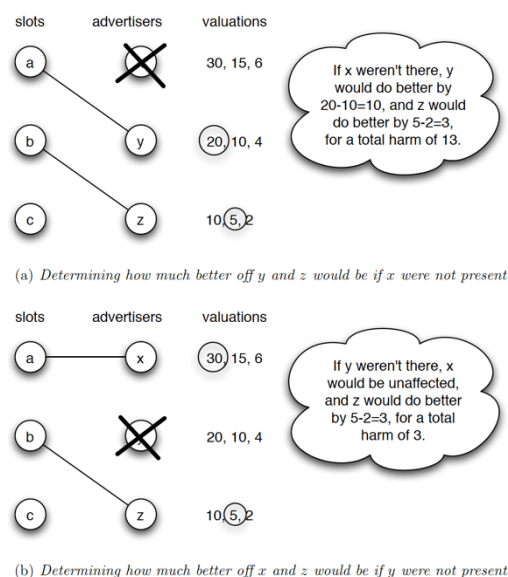 slots advertisers valuations
a 30, 15, 6
b y 20, 10, 4
c z 10, 5, 2
If x weren't there, y
would do better by
20-10=10, and z would
do better by 5-2=3,
for a total harm of 13.
(a) Determining how much better off y and z would be if x were not present
slots advertisers valuations
a x 30, 15, 6
b 20, 10, 4
c z 10, 5, 2
If y weren't there, x
would be unaffected,
and z would do better
by 5-2=3, for a total
harm of 3.
(b) Determining how much better off x and z would be if y were not present